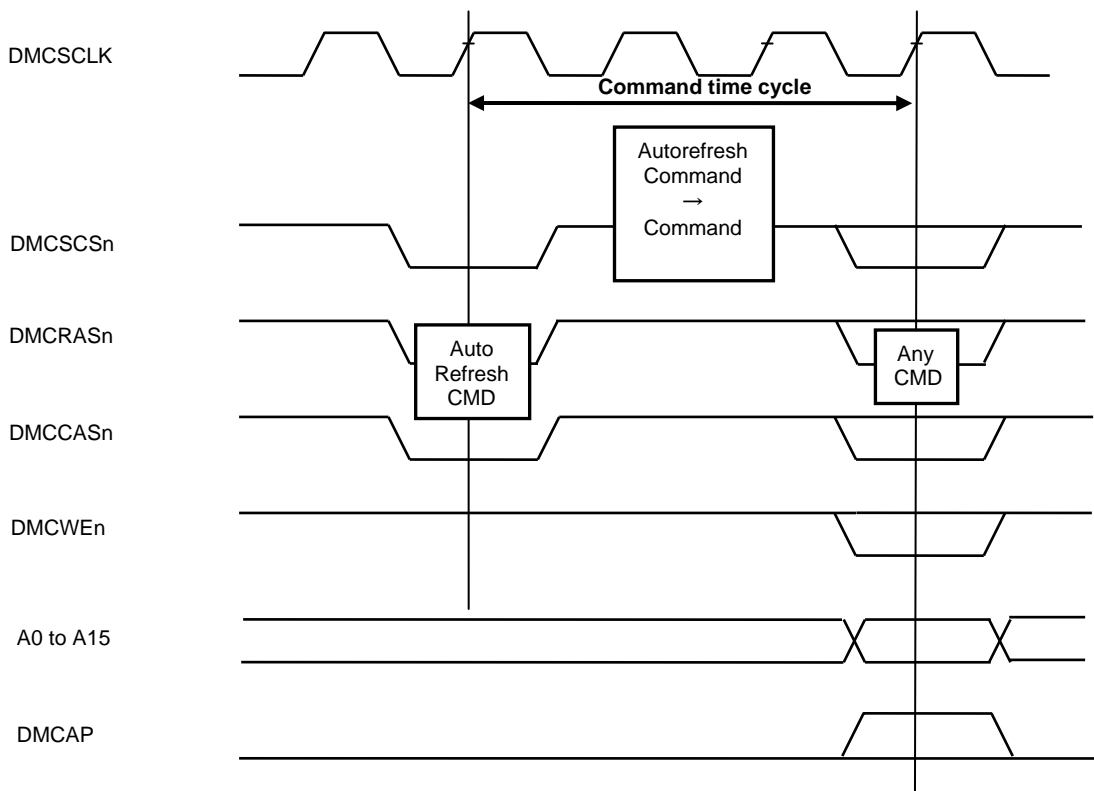 DMCSCLK
Command time cycle
Autorefresh
Command
→
Command
DMCSCSn
DMCRASn
Auto
Refresh
CMD
Any
CMD
DMCCASn
DMCWEn
A0 to A15
DMCAP